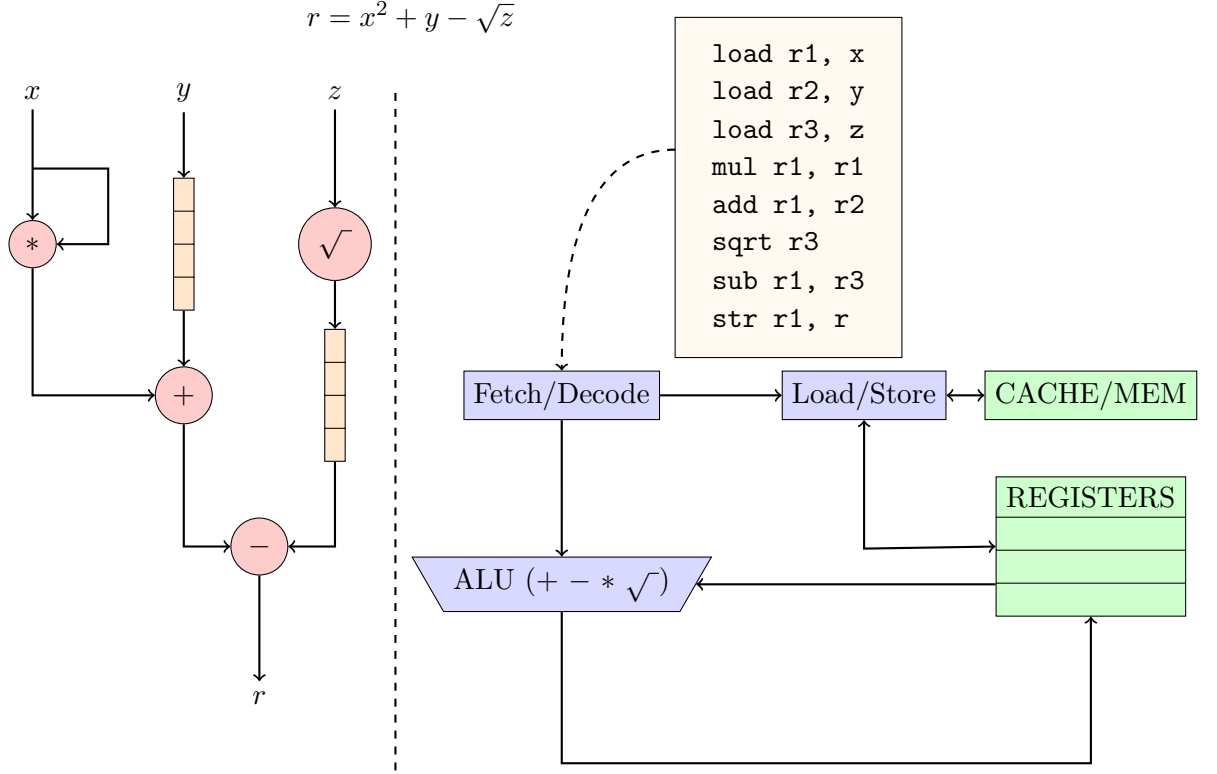 r = x² + y − √z
x
y
z
*
√
+
−
r
load r1, x
load r2, y
load r3, z
mul r1, r1
add r1, r2
sqrt r3
sub r1, r3
str r1, r
Fetch/Decode
Load/Store
CACHE/MEM
REGISTERS
ALU (+ − * √)